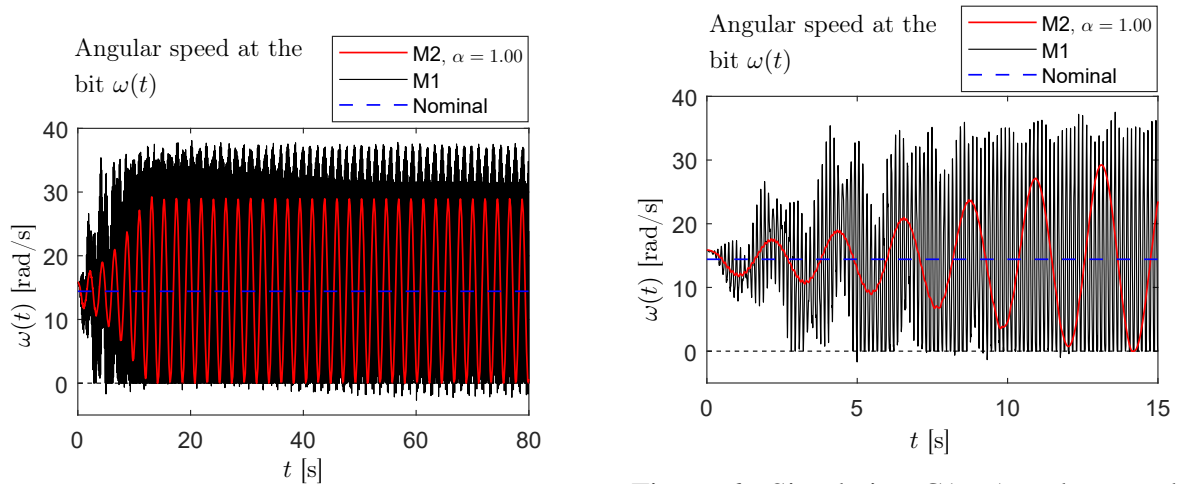 Angular speed at the
bit ω(t)
M2, α = 1.00
M1
Nominal
40
30
20
10
0
ω(t) [rad/s]
0
20
40
60
80
t [s]
Angular speed at the
bit ω(t)
M2, α = 1.00
M1
Nominal
40
30
20
10
0
ω(t) [rad/s]
0
5
10
15
t [s]